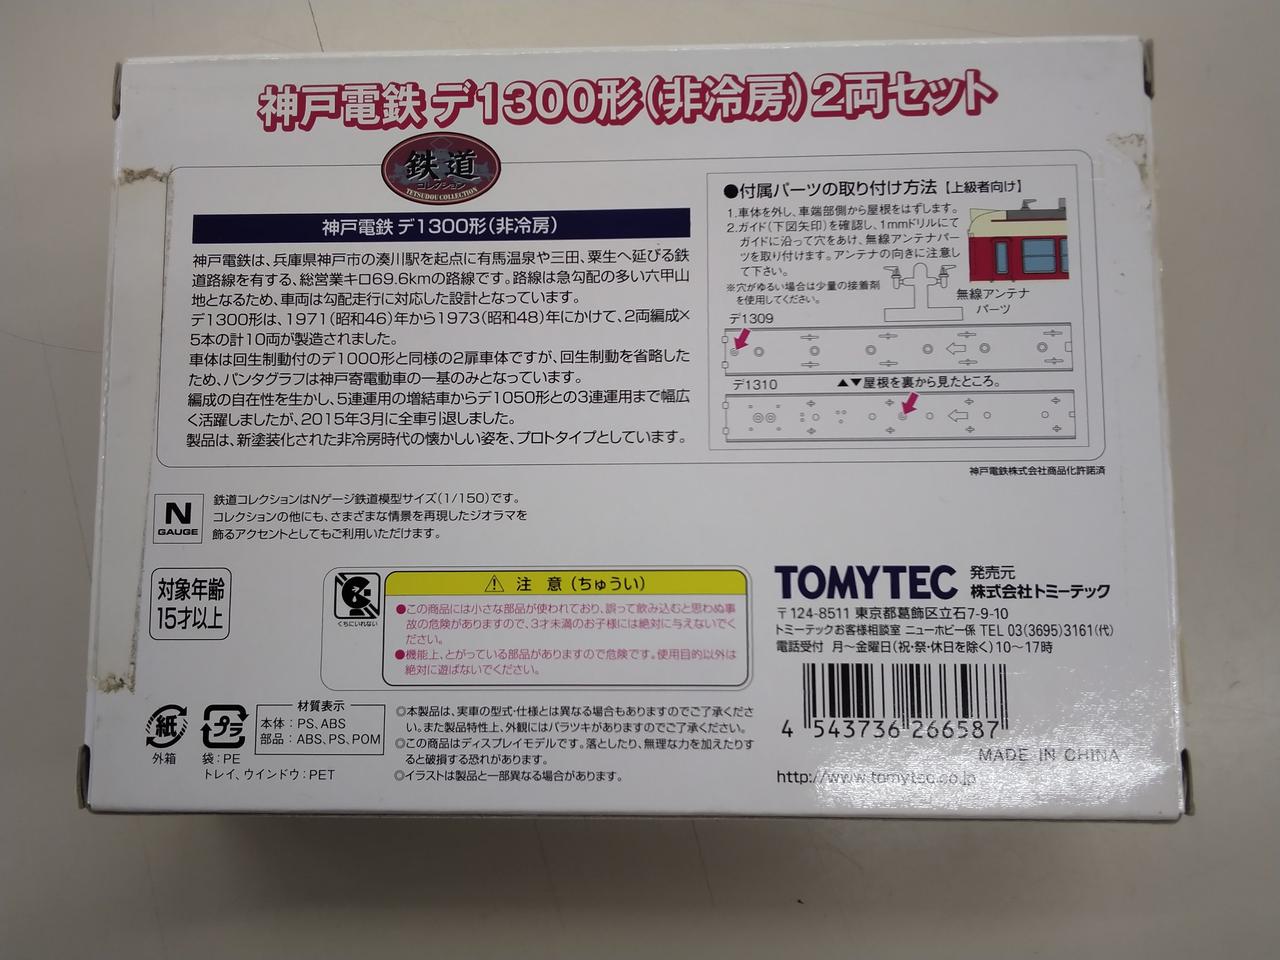 神戸電鉄 デ1300形(非冷房)2両セット
鉄道
コレクション
TETSUDOU COLLECTION
神戸電鉄 デ1300形(非冷房)
神戸電鉄は、兵庫県神戸市の湊川駅を起点に有馬温泉や三田、粟生へ延びる鉄
道路線を有する、総営業キロ69.6kmの路線です。路線は急勾配の多い六甲山
地となるため、車両は勾配走行に対応した設計となっています。
デ1300形は、1971(昭和46)年から1973(昭和48)年にかけて、2両編成×
5本の計10両が製造されました。
車体は回生制動付のデ1000形と同様の2扉車体ですが、回生制動を省略した
ため、パンタグラフは神戸寄電動車の一基のみとなっています。
編成の自在性を生かし、5連運用の増結車からデ1050形との3連運用まで幅広
く活躍しましたが、2015年3月に全車引退しました。
製品は、新塗装化された非冷房時代の懐かしい姿を、プロトタイプとしています。
●付属パーツの取り付け方法【上級者向け】
1.車体を外し、車端部側から屋根をはずします。
2.ガイド(下図矢印)を確認し、1mmドリルにて
ガイドに沿って穴をあけ、無線アンテナパー
ツを取り付けます。アンテナの向きに注意し
て下さい。
※穴がゆるい場合は少量の接着剤
を使用してください。
無線アンテナ
パーツ
デ1309
デ1310
▲▼屋根を裏から見たところ。
神戸電鉄株式会社商品化許諾済
N
GAUGE
鉄道コレクションはNゲージ鉄道模型サイズ(1/150)です。
コレクションの他にも、さまざまな情景を再現したジオラマを
飾るアクセントとしてもご利用いただけます。
対象年齢
15才以上
くちにいれない
⚠ 注 意(ちゅうい)
●この商品には小さな部品が使われており、誤って飲み込むと思わぬ事
故の危険がありますので、3才未満のお子様には絶対に与えないでく
ださい。
●機能上、とがっている部品がありますので危険です。使用目的以外は
絶対に遊ばないでください。
TOMYTEC
発売元
株式会社トミーテック
〒124-8511 東京都葛飾区立石7-9-10
トミーテックお客様相談室 ニューホビー係 TEL 03(3695)3161(代)
電話受付 月～金曜日(祝・祭・休日を除く)10～17時
4 543736 266587
MADE IN CHINA
http://www.tomytec.co.jp
紙
外箱
プラ
袋:PE
トレイ、ウインドウ:PET
材質表示
本体:PS、ABS
部品:ABS、PS、POM
◎本製品は、実車の型式・仕様とは異なる場合もありますのでご了承くださ
い。また製品特性上、外観にはバラツキがありますのでご了承ください。
◎この商品はディスプレイモデルです。落としたり、無理な力を加えたりす
ると破損する恐れがあります。
◎イラストは製品と一部異なる場合があります。